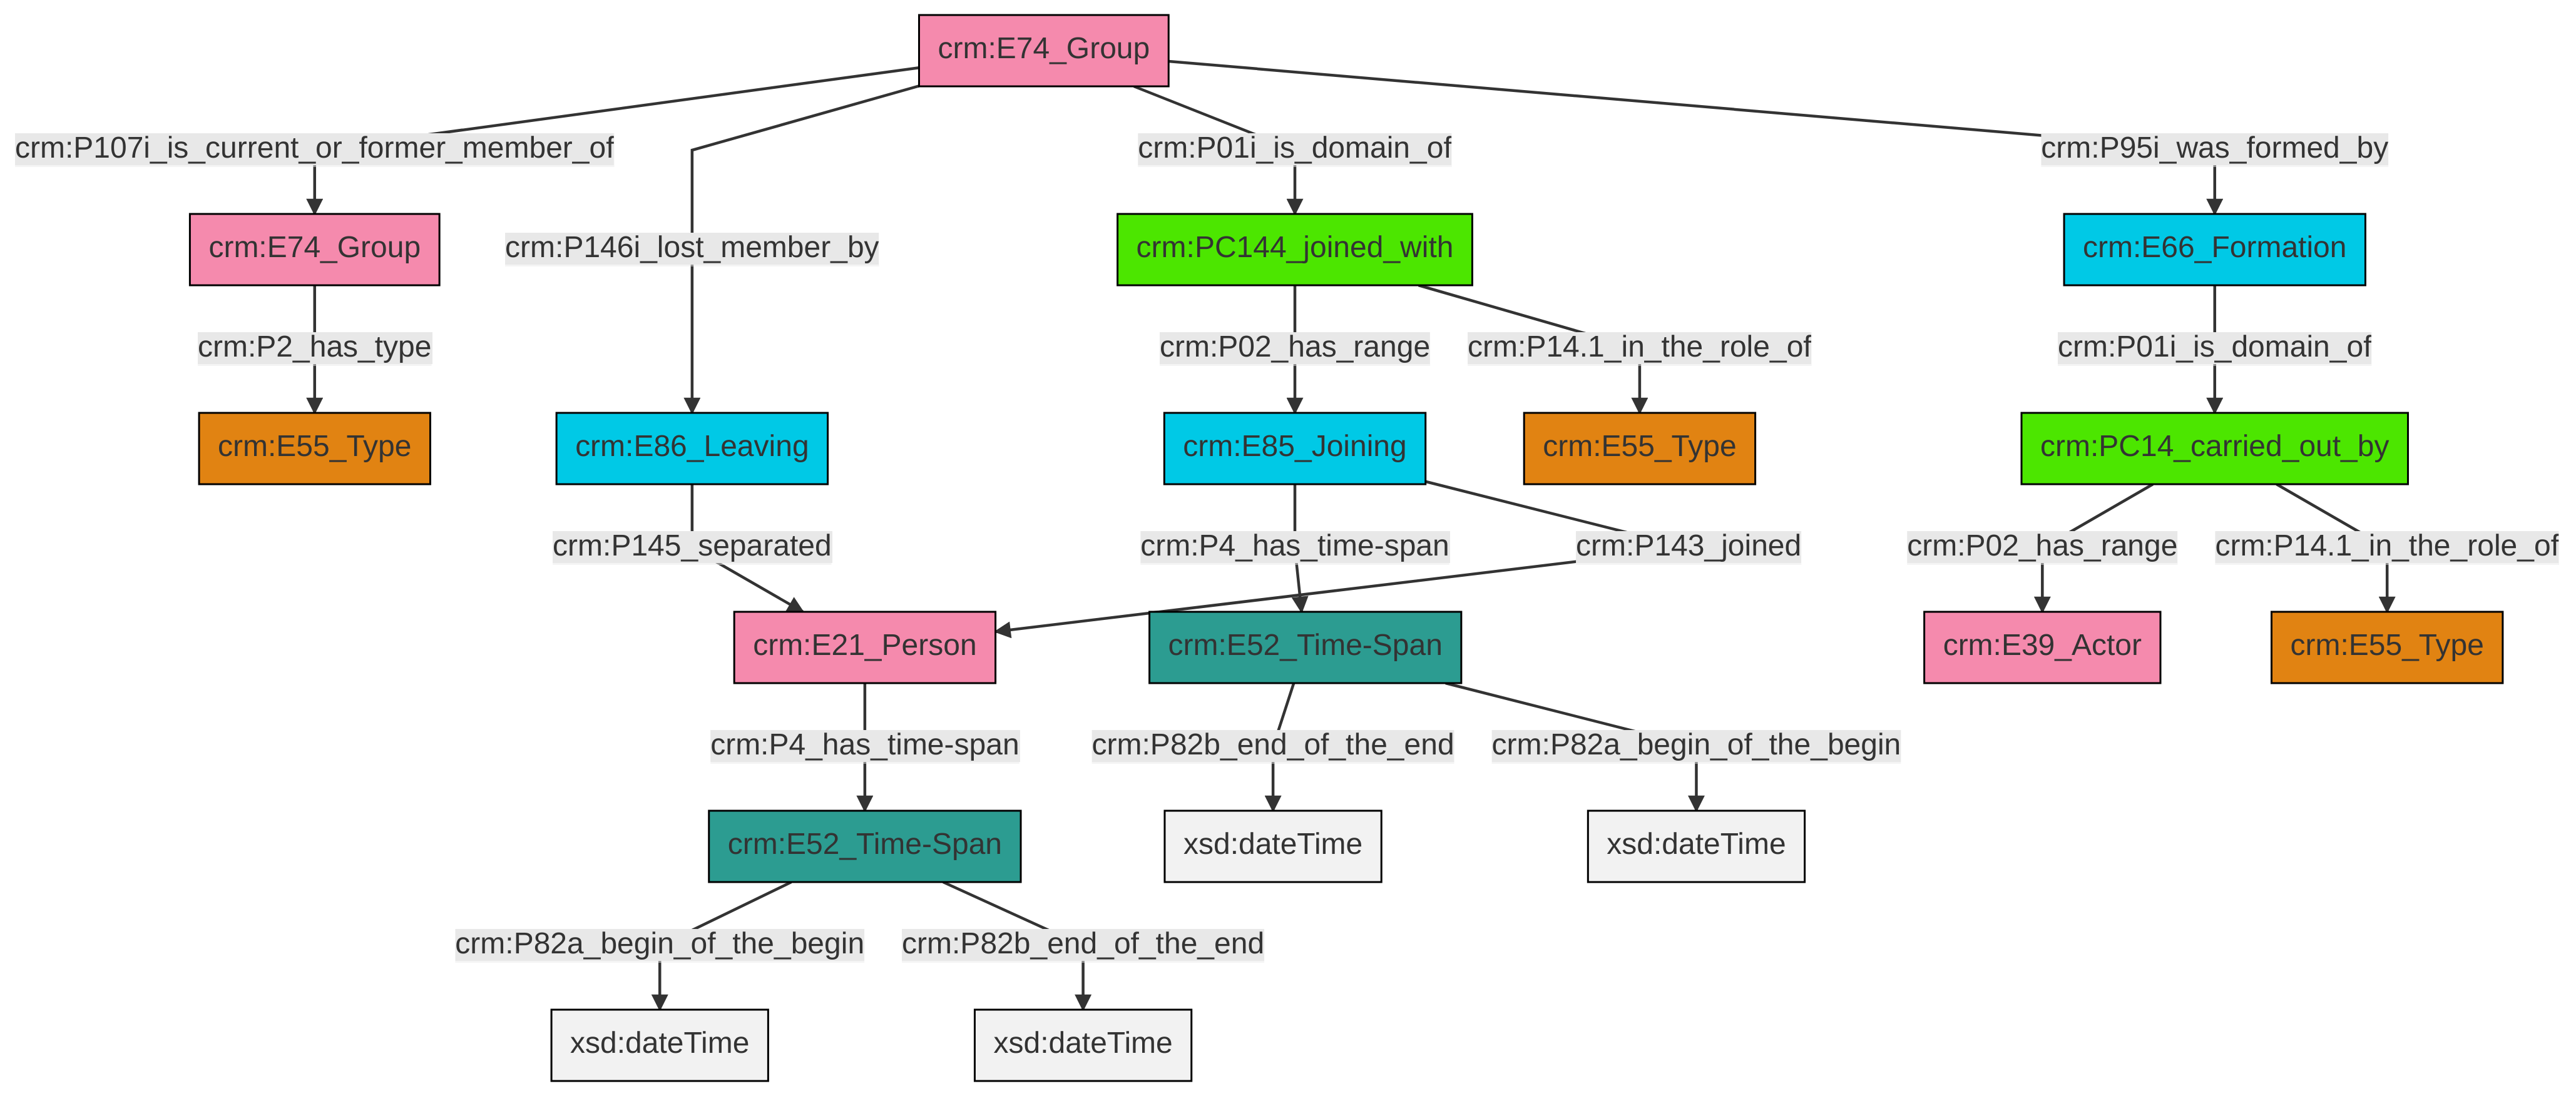 crm:E74_Group
crm:P107i_is_current_or_former_member_of
crm:P01i_is_domain_of
crm:P95i_was_formed_by
crm:E74_Group
crm:P146i_lost_member_by
crm:PC144_joined_with
crm:E66_Formation
crm:P2_has_type
crm:P02_has_range
crm:P14.1_in_the_role_of
crm:P01i_is_domain_of
crm:E55_Type
crm:E86_Leaving
crm:E85_Joining
crm:E55_Type
crm:PC14_carried_out_by
crm:P145_separated
crm:P4_has_time-span
crm:P143_joined
crm:P02_has_range
crm:P14.1_in_the_role_of
crm:E21_Person
crm:E52_Time-Span
crm:E39_Actor
crm:E55_Type
crm:P4_has_time-span
crm:P82b_end_of_the_end
crm:P82a_begin_of_the_begin
crm:E52_Time-Span
xsd:dateTime
xsd:dateTime
crm:P82a_begin_of_the_begin
crm:P82b_end_of_the_end
xsd:dateTime
xsd:dateTime